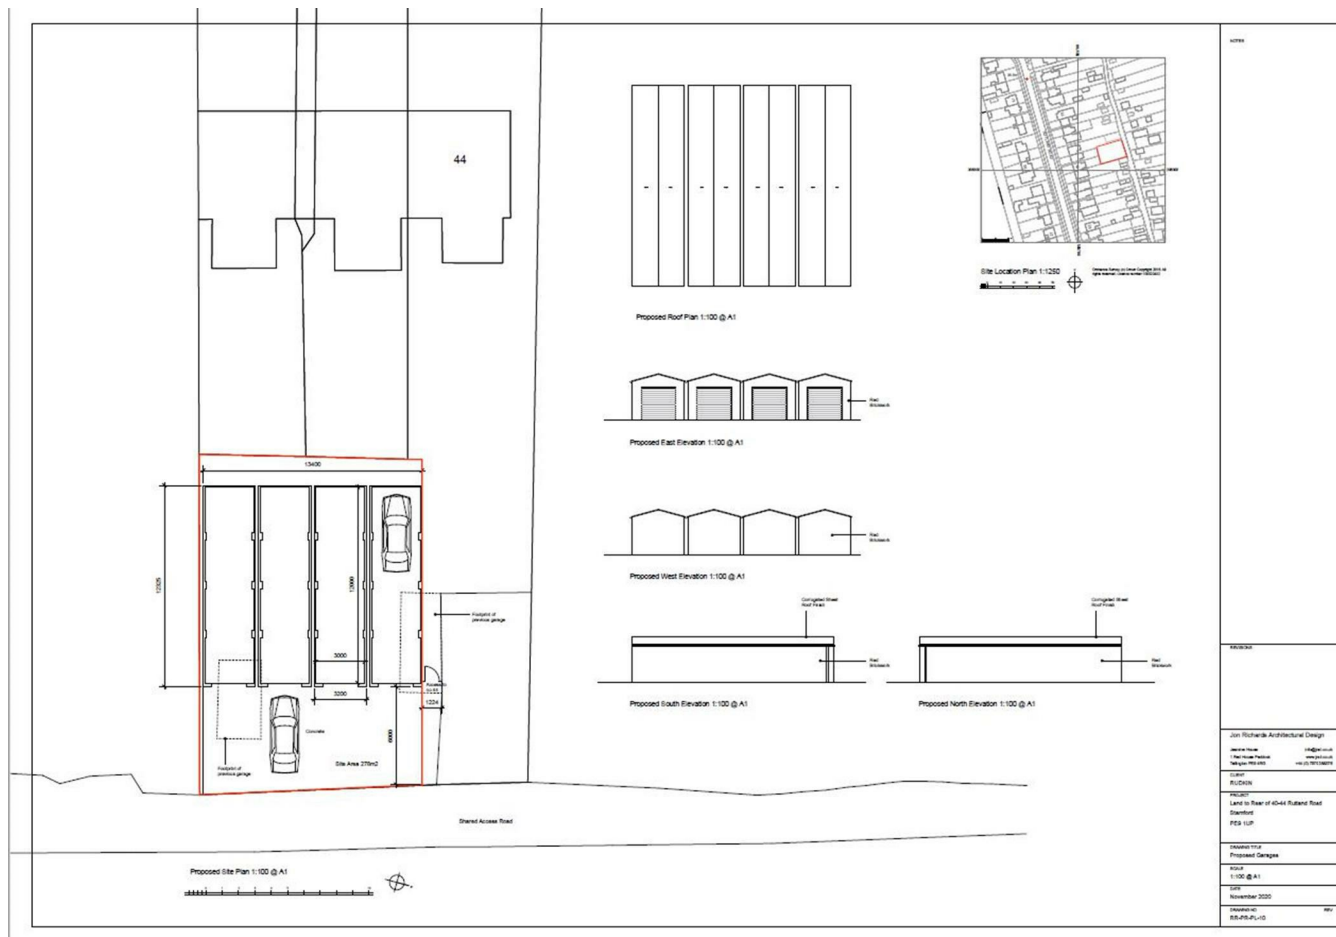 NOTES
44
Proposed Roof Plan 1:100 @ A1
Site Location Plan 1:1250
Red
Brickwork
Proposed East Elevation 1:100 @ A1
Red
Brickwork
Proposed West Elevation 1:100 @ A1
Corrugated Sheet
Roof Finish
Red
Brickwork
Proposed South Elevation 1:100 @ A1
Corrugated Sheet
Roof Finish
Red
Brickwork
Proposed North Elevation 1:100 @ A1
13400
12325
12000
3000
3200
1224
6000
Footprint of
previous garage
Footprint of
previous garage
Concrete
Site Area 276m2
Shared Access Road
Proposed Site Plan 1:100 @ A1
REVISIONS
Jon Richards Architectural Design
CLIENT
RUDKIN
PROJECT
Land to Rear of 40-44 Rutland Road
Stamford
PE9 1UP
DRAWING TITLE
Proposed Garages
SCALE
1:100 @ A1
DATE
November 2020
DRAWING NO
REV
RR-PR-PL-10